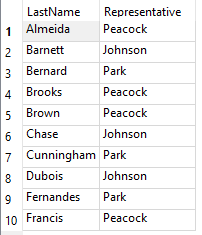 LastName Representative
1 Almeida Peacock
2 Barnett Johnson
3 Bernard Park
4 Brooks Peacock
5 Brown Peacock
6 Chase Johnson
7 Cunningham Park
8 Dubois Johnson
9 Fernandes Park
10 Francis Peacock